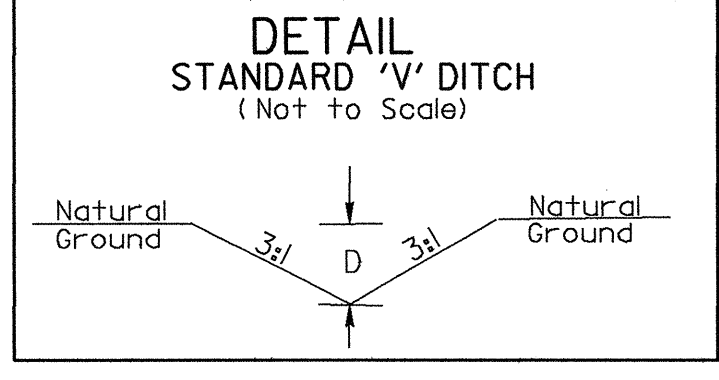 DETAIL
STANDARD 'V' DITCH
(Not to Scale)
Natural
Ground
3:1
D
3:1
Natural
Ground